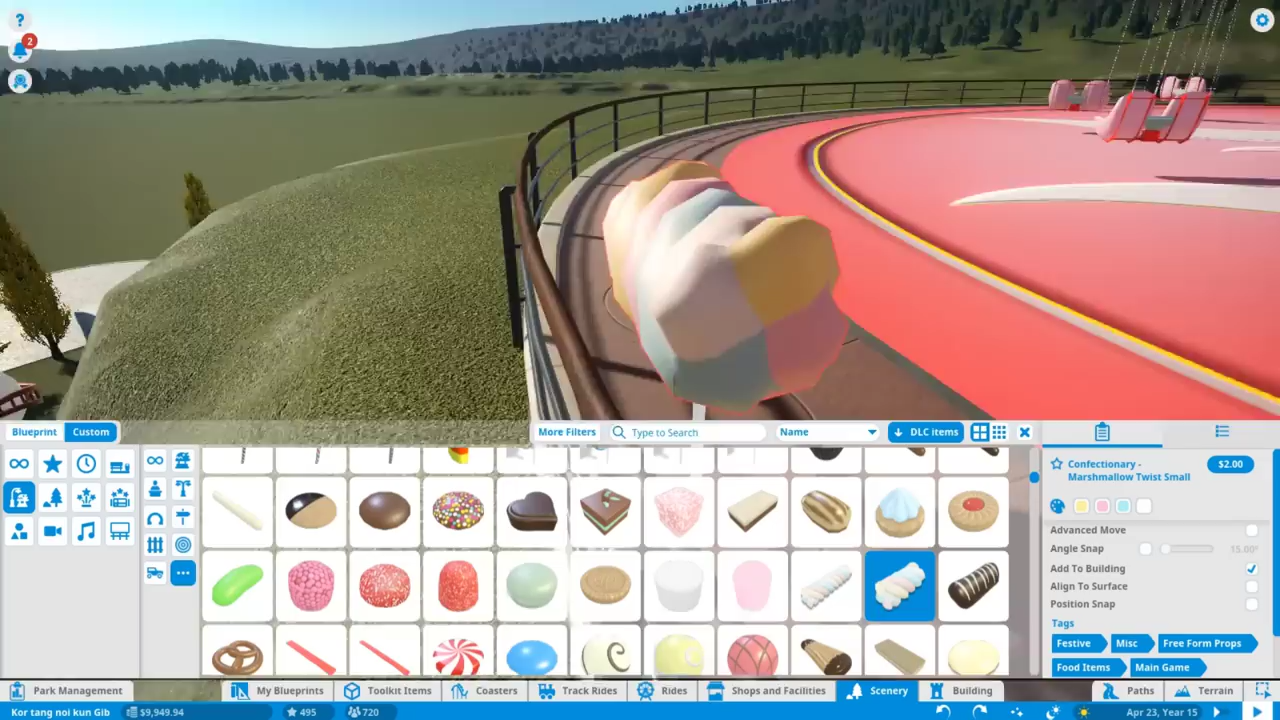 ?
2
Blueprint
Custom
More Filters
Type to Search
Name
DLC items
Confectionary -
Marshmallow Twist Small
$2.00
Advanced Move
Angle Snap
15.00°
Add To Building
Align To Surface
Position Snap
Tags
Festive
Misc
Free Form Props
Food Items
Main Game
Park Management
My Blueprints
Toolkit Items
Coasters
Track Rides
Rides
Shops and Facilities
Scenery
Building
Paths
Terrain
Kor tang noi kun Gib
$9,949.94
495
720
Apr 23, Year 15